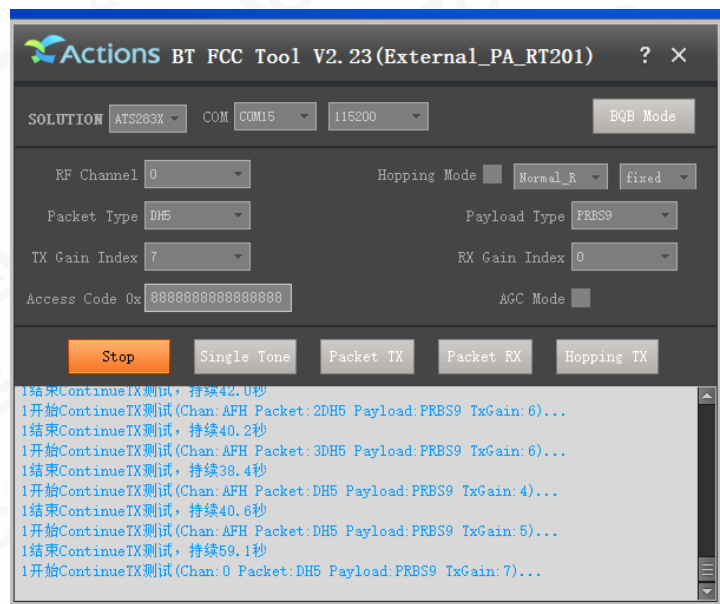 Actions BT FCC Tool V2.23(External_PA_RT201) ? ×
SOLUTION ATS283X COM COM15 115200 BQB Mode
RF Channel 0 Hopping Mode Normal_R fixed
Packet Type DH5 Payload Type PRBS9
TX Gain Index 7 RX Gain Index 0
Access Code 0x 8888888888888888 AGC Mode
Stop Single Tone Packet TX Packet RX Hopping TX
1结束ContinueTX测试，持续42.0秒
1开始ContinueTX测试(Chan:AFH Packet:2DH5 Payload:PRBS9 TxGain:6)...
1结束ContinueTX测试，持续40.2秒
1开始ContinueTX测试(Chan:AFH Packet:3DH5 Payload:PRBS9 TxGain:6)...
1结束ContinueTX测试，持续38.4秒
1开始ContinueTX测试(Chan:AFH Packet:DH5 Payload:PRBS9 TxGain:4)...
1结束ContinueTX测试，持续40.6秒
1开始ContinueTX测试(Chan:AFH Packet:DH5 Payload:PRBS9 TxGain:5)...
1结束ContinueTX测试，持续59.1秒
1开始ContinueTX测试(Chan:0 Packet:DH5 Payload:PRBS9 TxGain:7)...